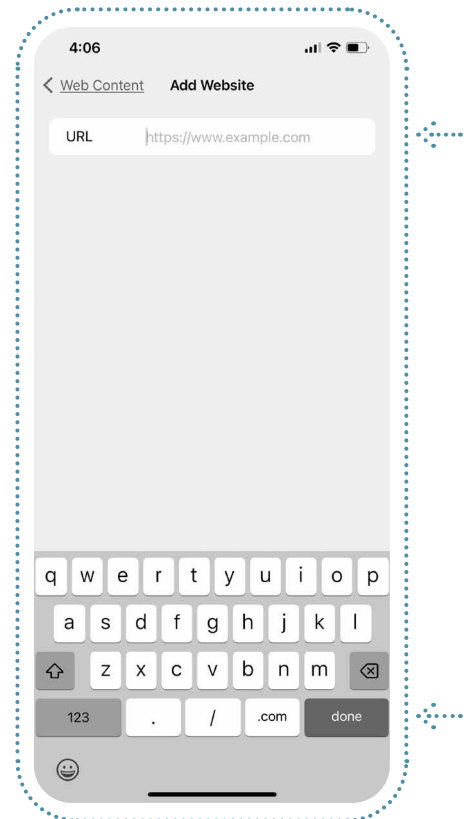 4:06
Web Content Add Website
URL https://www.example.com
q w e r t y u i o p
a s d f g h j k l
z x c v b n m
123 . / .com done